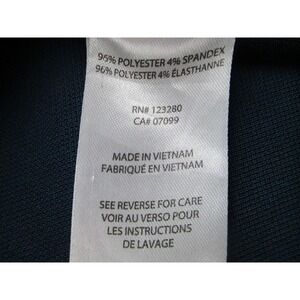 96% POLYESTER 4% SPANDEX
96% POLYESTER 4% ÉLASTHANNE
RN# 123280
CA# 07099
MADE IN VIETNAM
FABRIQUÉ EN VIETNAM
SEE REVERSE FOR CARE
VOIR AU VERSO POUR
LES INSTRUCTIONS
DE LAVAGE